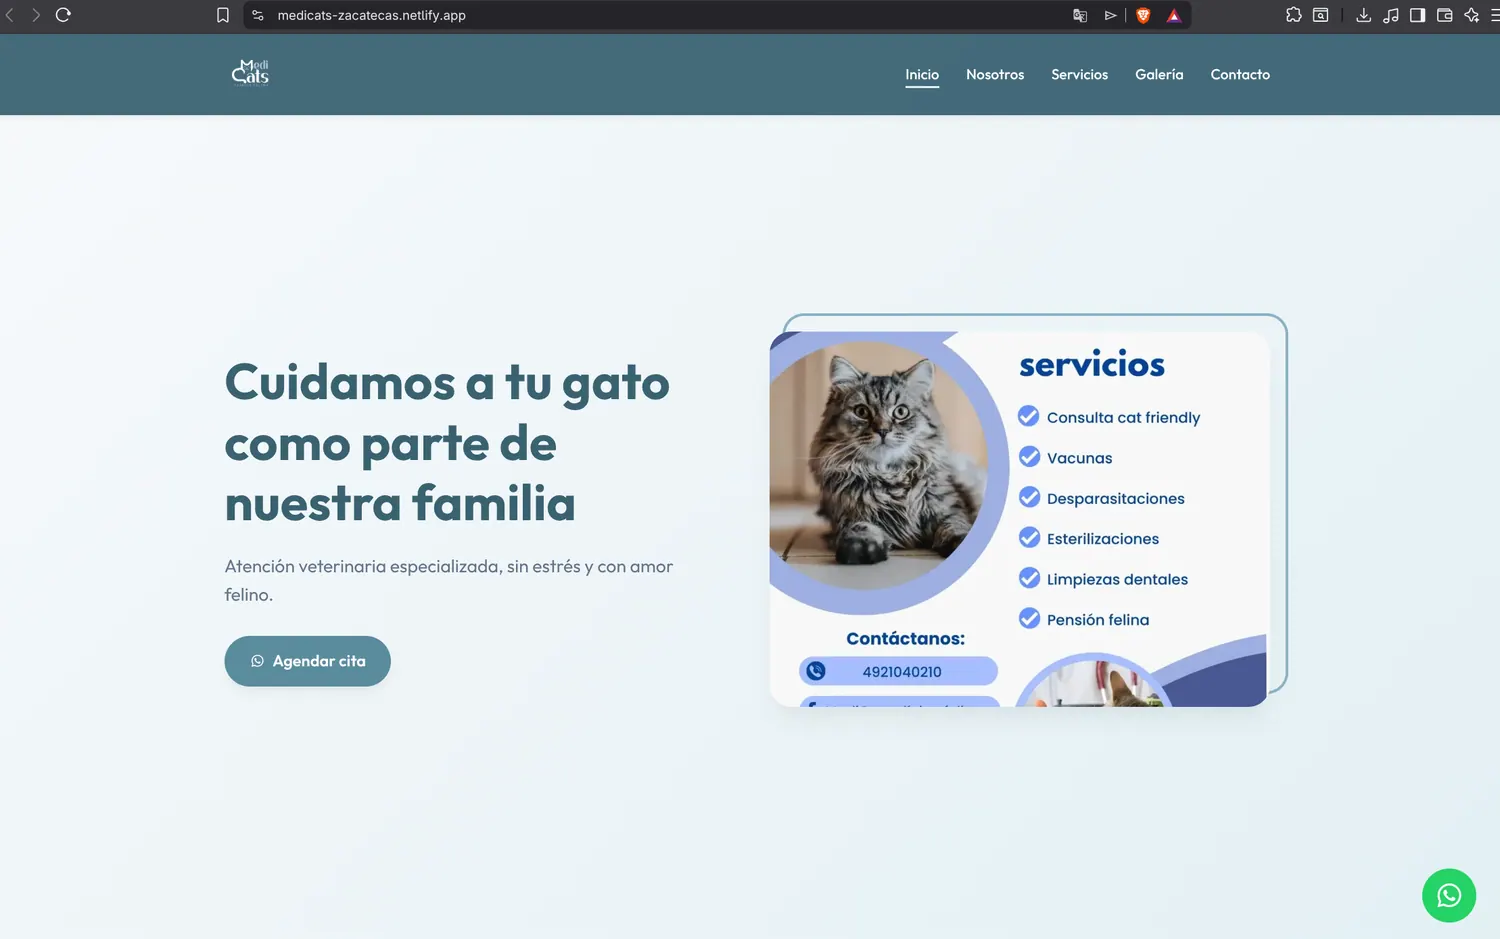 medicats-zacatecas.netlify.app
Medi
Cats
Inicio
Nosotros
Servicios
Galería
Contacto
Cuidamos a tu gato
como parte de
nuestra familia
Atención veterinaria especializada, sin estrés y con amor
felino.
Agendar cita
servicios
Consulta cat friendly
Vacunas
Desparasitaciones
Esterilizaciones
Limpiezas dentales
Pensión felina
Contáctanos:
4921040210